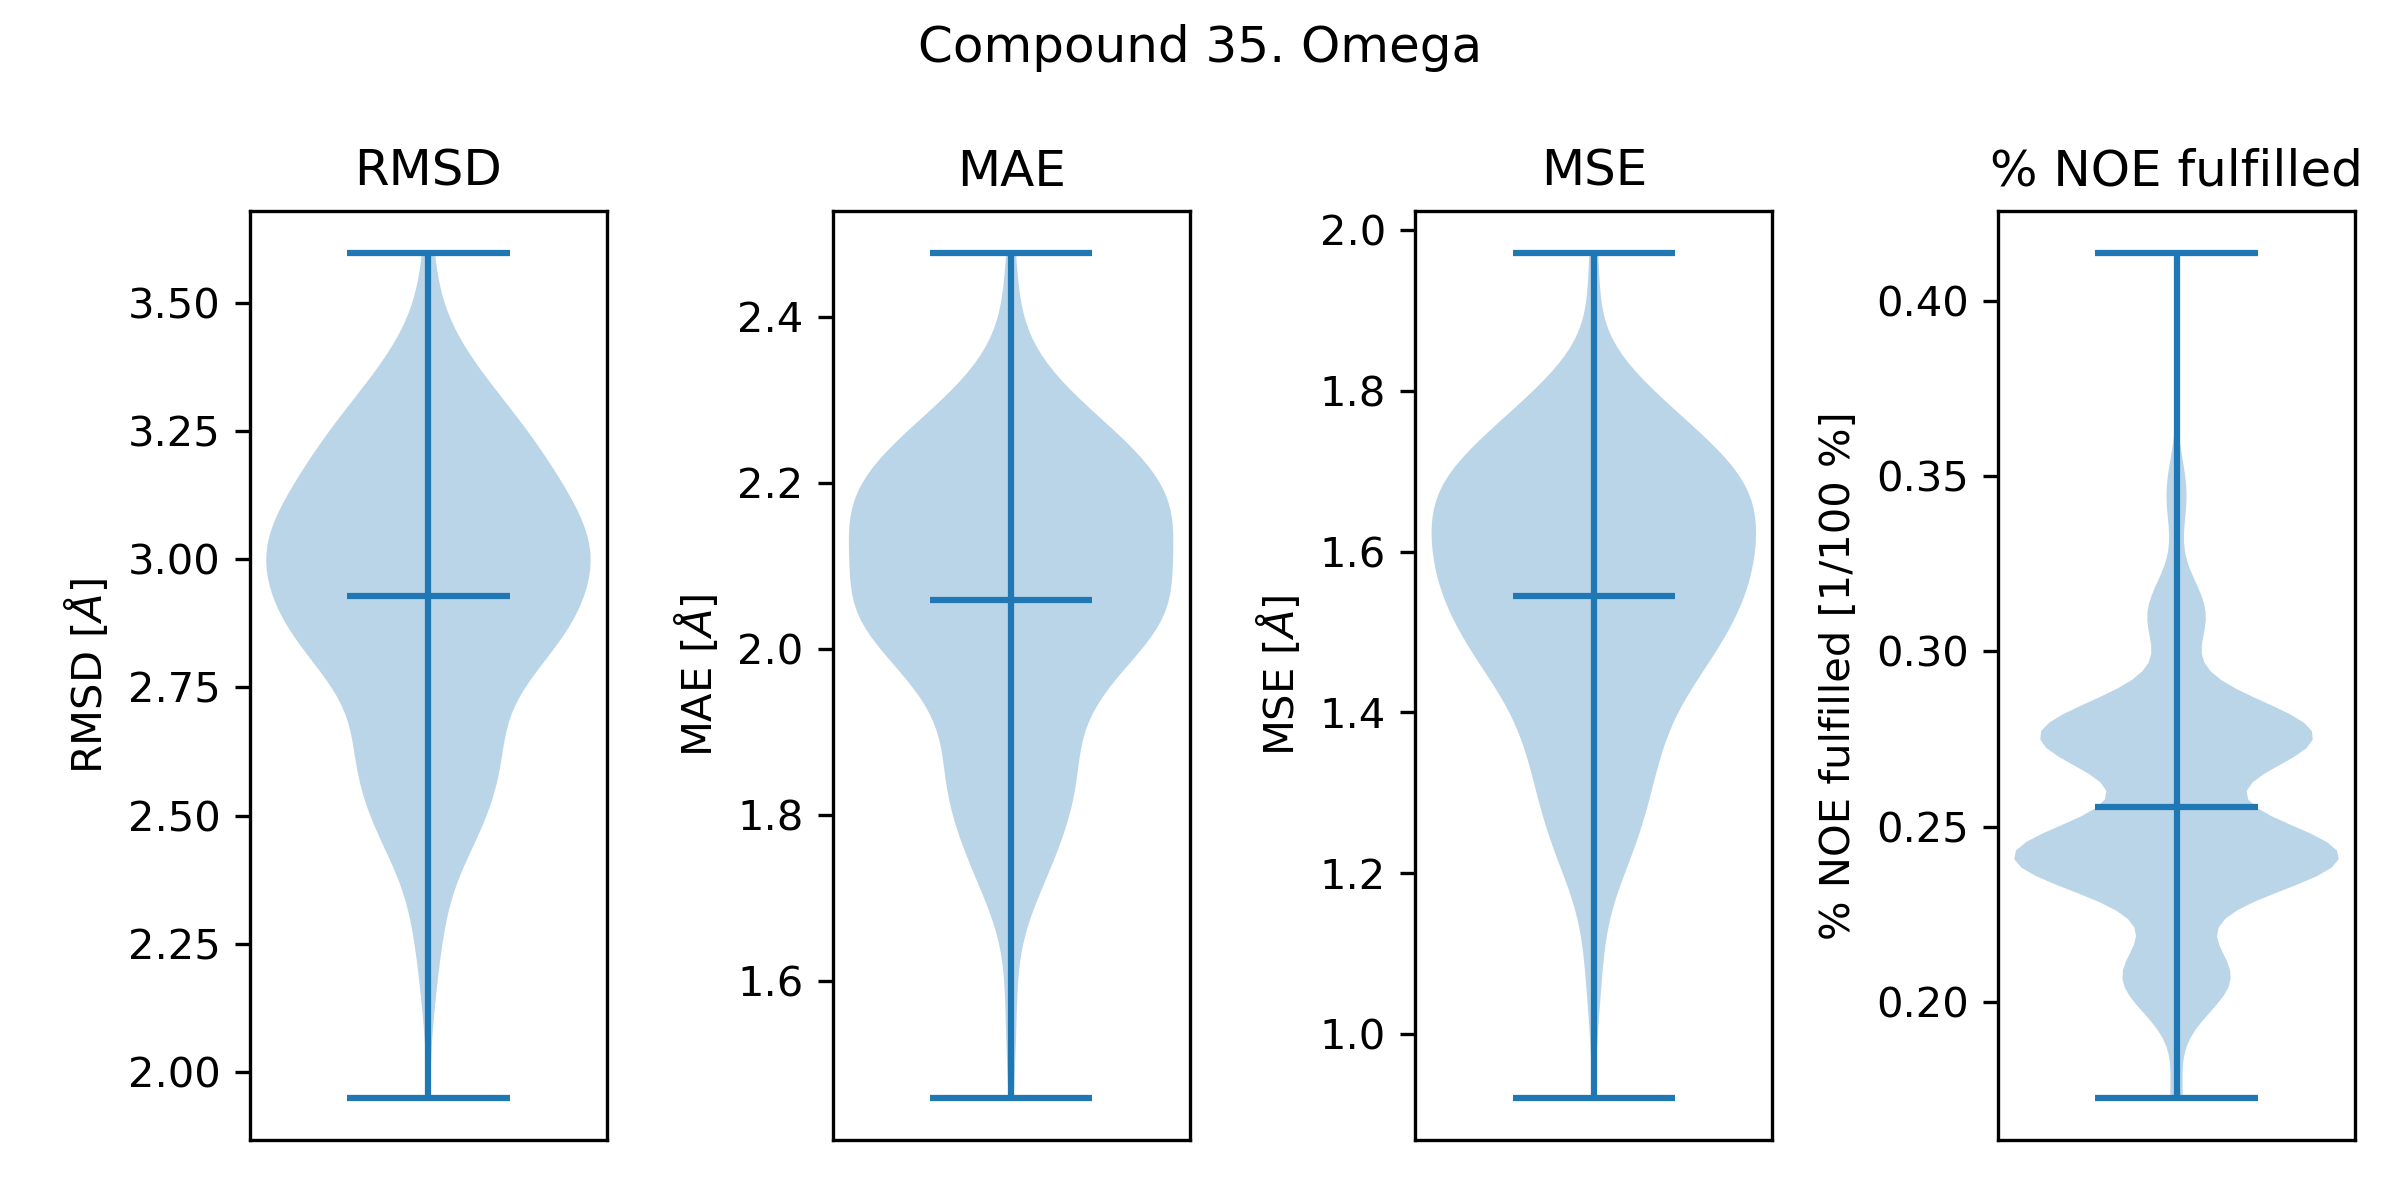 Compound 35. Omega
RMSD
RMSD [Å]
3.50
3.25
3.00
2.75
2.50
2.25
2.00
MAE
MAE [Å]
2.4
2.2
2.0
1.8
1.6
MSE
MSE [Å]
2.0
1.8
1.6
1.4
1.2
1.0
% NOE fulfilled
% NOE fulfilled [1/100 %]
0.40
0.35
0.30
0.25
0.20